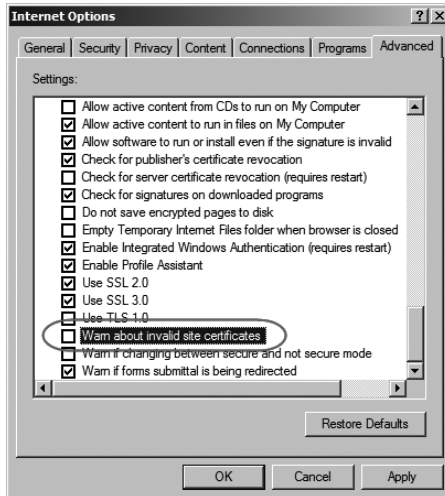 Internet Options
General Security Privacy Content Connections Programs Advanced
Settings:
Allow active content from CDs to run on My Computer
Allow active content to run in files on My Computer
Allow software to run or install even if the signature is invalid
Check for publisher's certificate revocation
Check for server certificate revocation (requires restart)
Check for signatures on downloaded programs
Do not save encrypted pages to disk
Empty Temporary Internet Files folder when browser is closed
Enable Integrated Windows Authentication (requires restart)
Enable Profile Assistant
Use SSL 2.0
Use SSL 3.0
Use TLS 1.0
Warn about invalid site certificates
Warn if changing between secure and not secure mode
Warn if forms submittal is being redirected
Restore Defaults
OK Cancel Apply